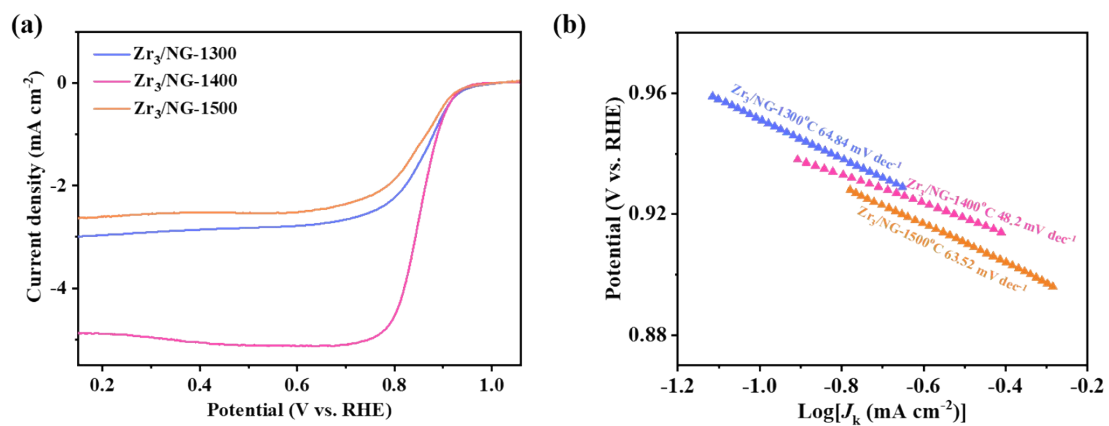 (a)
Zr₃/NG-1300
Zr₃/NG-1400
Zr₃/NG-1500
0
-2
-4
Current density (mA cm⁻²)
0.2
0.4
0.6
0.8
1.0
Potential (V vs. RHE)
(b)
0.96
0.92
0.88
Potential (V vs. RHE)
Zr₃/NG-1300°C 64.84 mV dec⁻¹
Zr₃/NG-1400°C 48.2 mV dec⁻¹
Zr₃/NG-1500°C 63.52 mV dec⁻¹
-1.2
-1.0
-0.8
-0.6
-0.4
-0.2
Log[Jₖ (mA cm⁻²)]